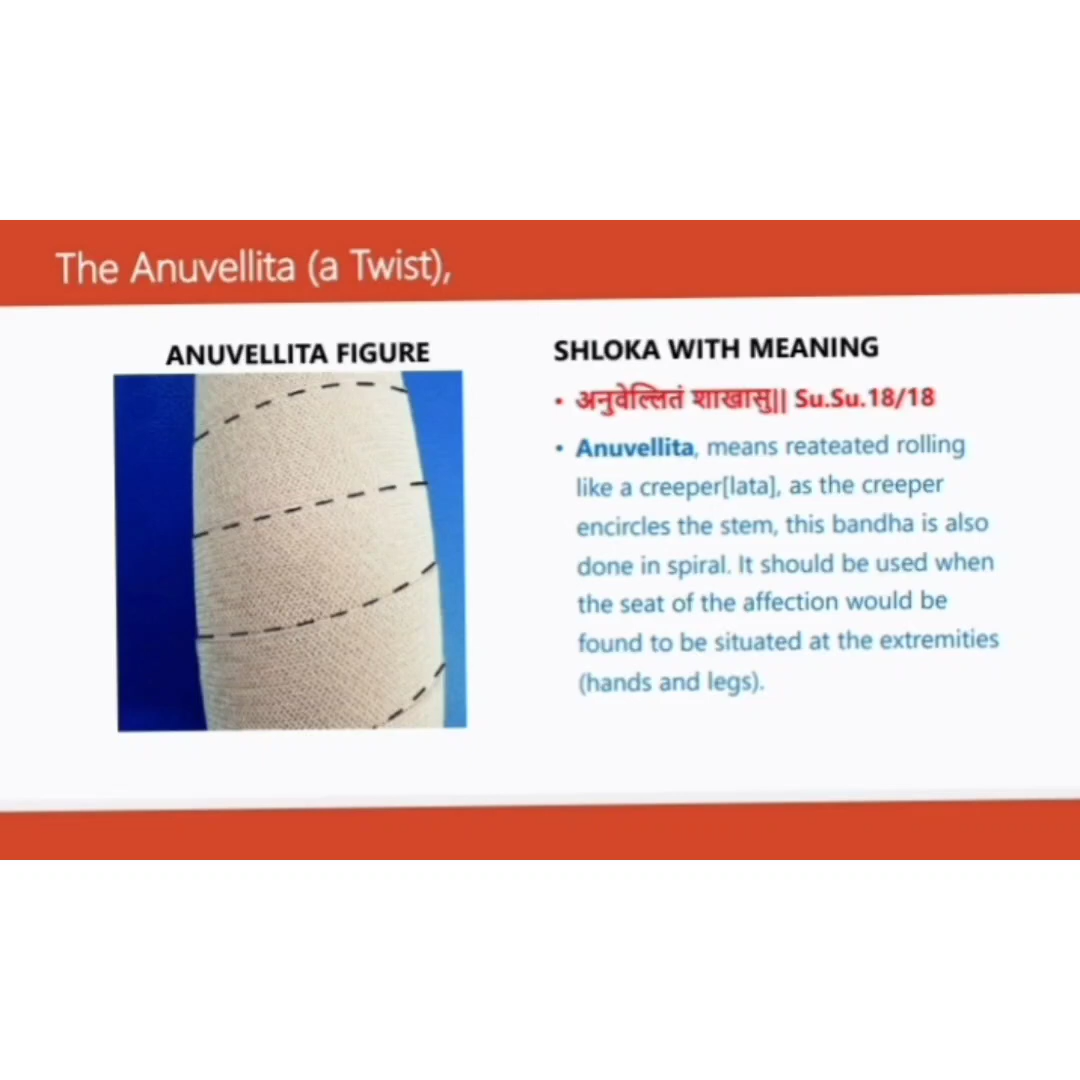 The Anuvellita (a Twist),
ANUVELLITA FIGURE
SHLOKA WITH MEANING
• अनुवेल्लितं शाखासु|| Su.Su.18/18
• Anuvellita, means reateated rolling
like a creeper[lata], as the creeper
encircles the stem, this bandha is also
done in spiral. It should be used when
the seat of the affection would be
found to be situated at the extremities
(hands and legs).